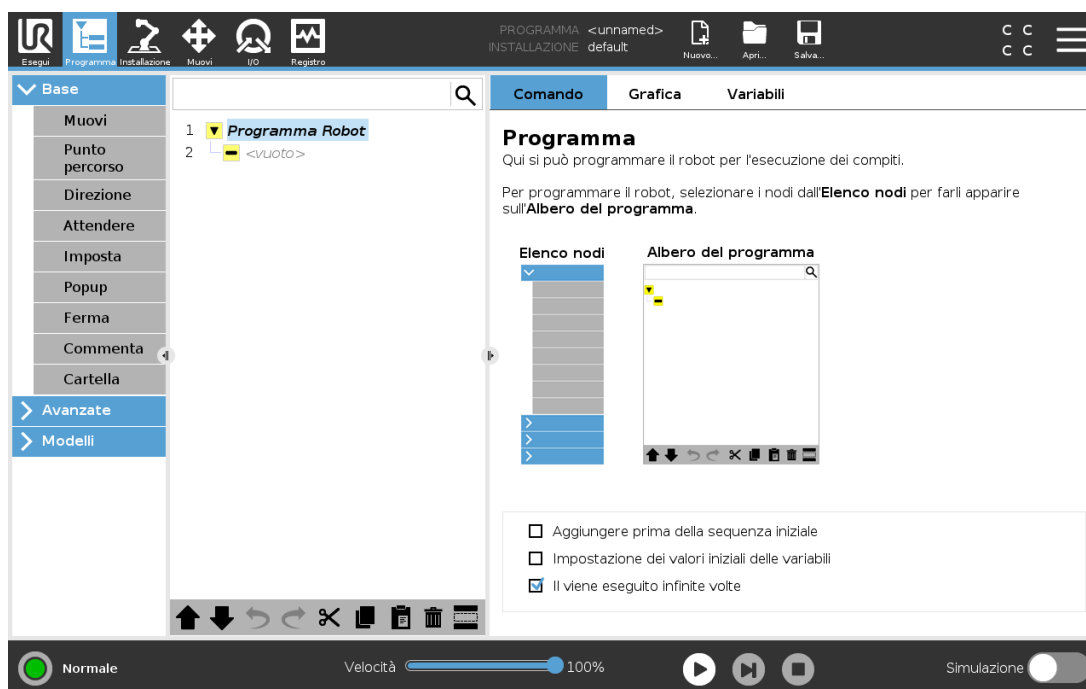 UR
Esegui
Programma
Installazione
Muovi
I/O
Registro
PROGRAMMA <unnamed>
INSTALLAZIONE default
Nuovo...
Apri...
Salva...
C C
C C
Base
Muovi
Punto
percorso
Direzione
Attendere
Imposta
Popup
Ferma
Commenta
Cartella
Avanzate
Modelli
1 Programma Robot
2 <vuoto>
Comando Grafica Variabili
Programma
Qui si può programmare il robot per l'esecuzione dei compiti.
Per programmare il robot, selezionare i nodi dall'Elenco nodi per farli apparire
sull'Albero del programma.
Elenco nodi
Albero del programma
Aggiungere prima della sequenza iniziale
Impostazione dei valori iniziali delle variabili
Il viene eseguito infinite volte
Normale
Velocità
100%
Simulazione